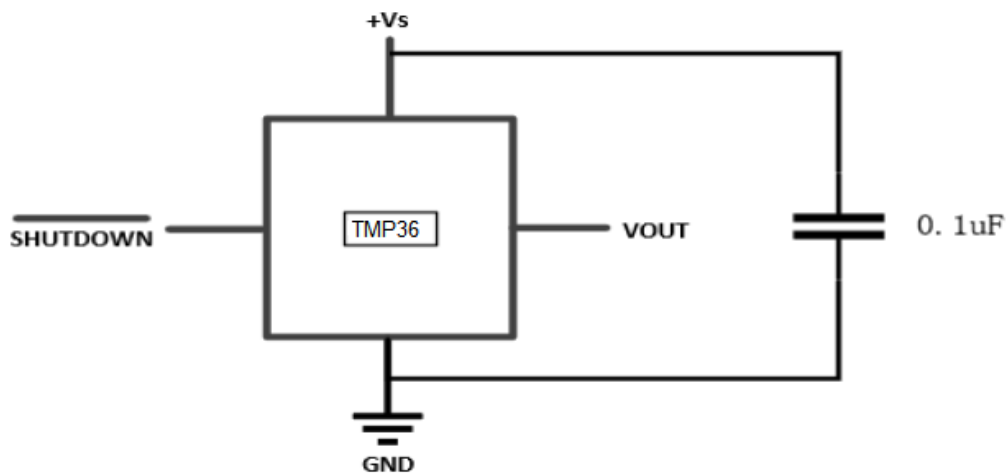 +Vs
SHUTDOWN
TMP36
VOUT
0. 1uF
GND